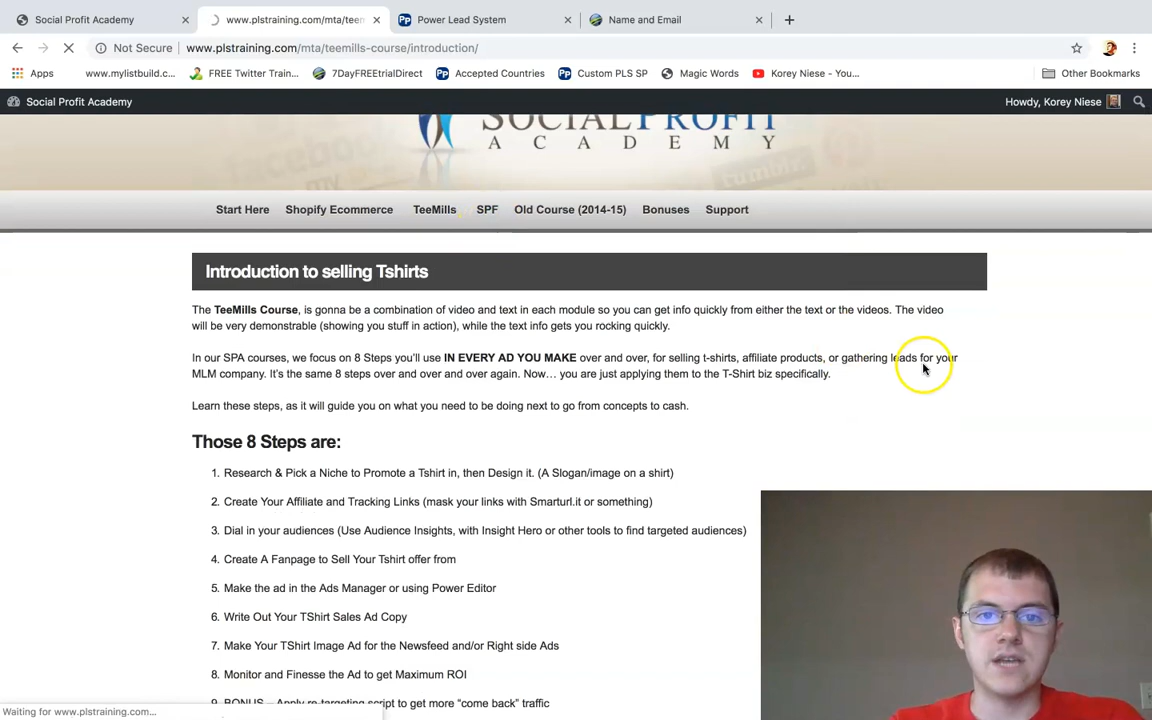 Social Profit Academy × www.plstraining.com/mta/teem × Power Lead System × Name and Email × +
Not Secure www.plstraining.com/mta/teemills-course/introduction/
Apps www.mylistbuild.c... FREE Twitter Train... 7DayFREEtrialDirect Accepted Countries Custom PLS SP Magic Words Korey Niese - You... Other Bookmarks
Social Profit Academy Howdy, Korey Niese
SOCIALPROFIT
ACADEMY
Start Here Shopify Ecommerce TeeMills SPF Old Course (2014-15) Bonuses Support
Introduction to selling Tshirts
The TeeMills Course, is gonna be a combination of video and text in each module so you can get info quickly from either the text or the videos. The video
will be very demonstrable (showing you stuff in action), while the text info gets you rocking quickly.
In our SPA courses, we focus on 8 Steps you'll use IN EVERY AD YOU MAKE over and over, for selling t-shirts, affiliate products, or gathering leads for your
MLM company. It's the same 8 steps over and over and over again. Now… you are just applying them to the T-Shirt biz specifically.
Learn these steps, as it will guide you on what you need to be doing next to go from concepts to cash.
Those 8 Steps are:
1. Research & Pick a Niche to Promote a Tshirt in, then Design it. (A Slogan/image on a shirt)
2. Create Your Affiliate and Tracking Links (mask your links with Smarturl.it or something)
3. Dial in your audiences (Use Audience Insights, with Insight Hero or other tools to find targeted audiences)
4. Create A Fanpage to Sell Your Tshirt offer from
5. Make the ad in the Ads Manager or using Power Editor
6. Write Out Your TShirt Sales Ad Copy
7. Make Your TShirt Image Ad for the Newsfeed and/or Right side Ads
8. Monitor and Finesse the Ad to get Maximum ROI
9. BONUS – Apply re-targeting script to get more “come back” traffic
Waiting for www.plstraining.com...